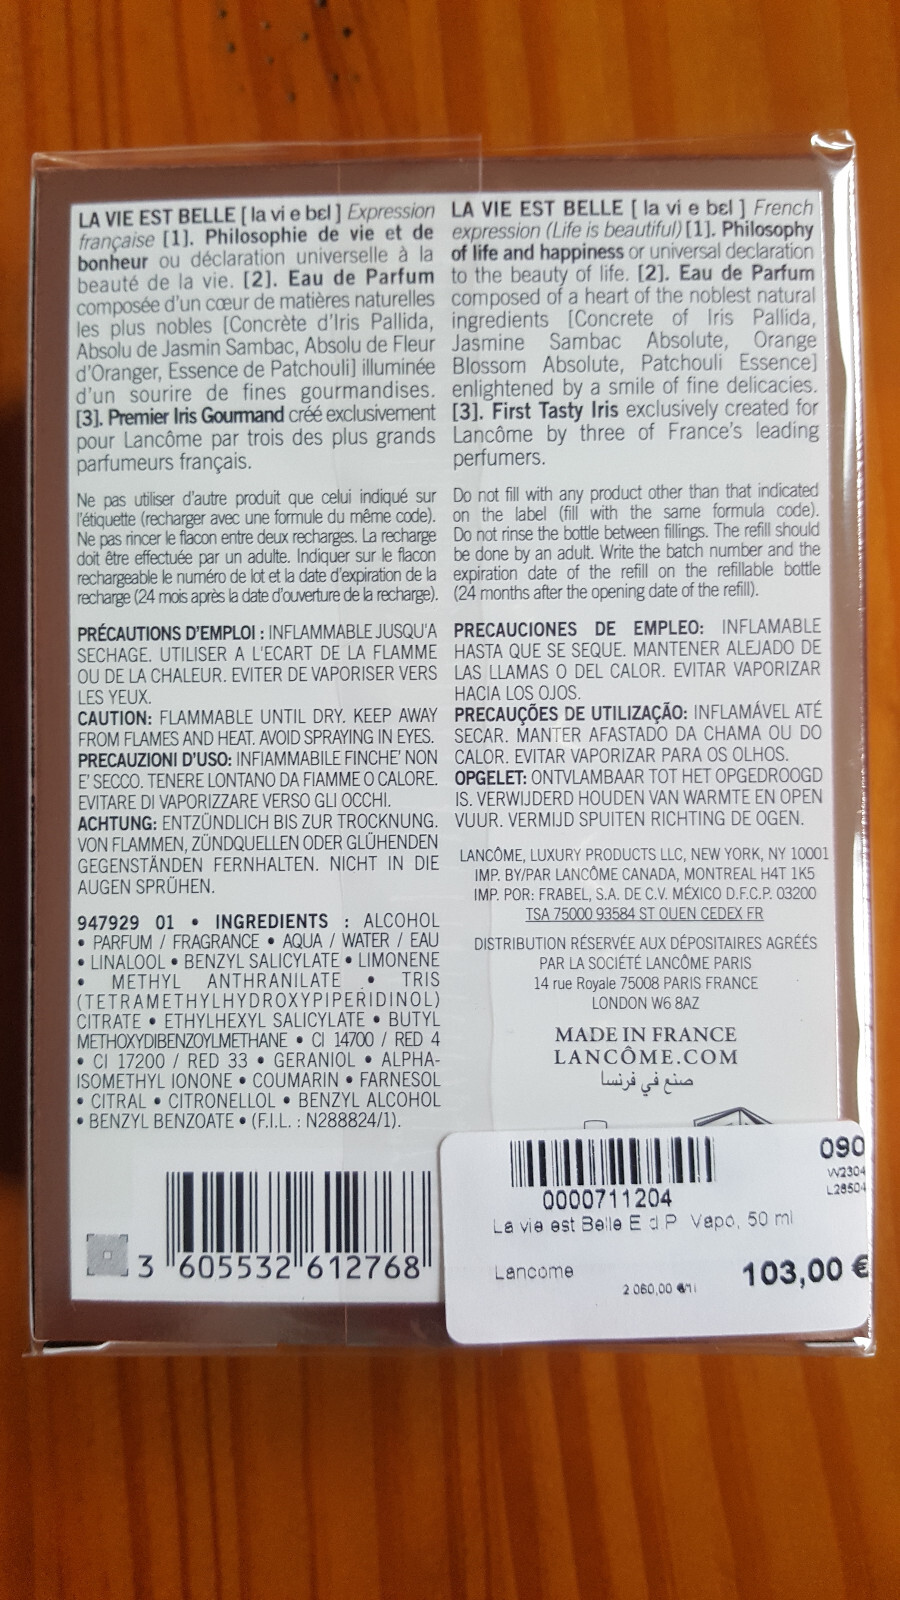 LA VIE EST BELLE [ la vi e bɛl ] Expression
française [1]. Philosophie de vie et de
bonheur ou déclaration universelle à la
beauté de la vie. [2]. Eau de Parfum
composée d'un cœur de matières naturelles
les plus nobles [Concrète d'Iris Pallida,
Absolu de Jasmin Sambac, Absolu de Fleur
d'Oranger, Essence de Patchouli] illuminée
d'un sourire de fines gourmandises.
[3]. Premier Iris Gourmand créé exclusivement
pour Lancôme par trois des plus grands
parfumeurs français.
Ne pas utiliser d'autre produit que celui indiqué sur
l'étiquette (recharger avec une formule du même code).
Ne pas rincer le flacon entre deux recharges. La recharge
doit être effectuée par un adulte. Indiquer sur le flacon
rechargeable le numéro de lot et la date d'expiration de la
recharge (24 mois après la date d'ouverture de la recharge).
PRÉCAUTIONS D'EMPLOI : INFLAMMABLE JUSQU'A
SECHAGE. UTILISER A L'ECART DE LA FLAMME
OU DE LA CHALEUR. EVITER DE VAPORISER VERS
LES YEUX.
CAUTION: FLAMMABLE UNTIL DRY. KEEP AWAY
FROM FLAMES AND HEAT. AVOID SPRAYING IN EYES.
PRECAUZIONI D'USO: INFIAMMABILE FINCHE' NON
E' SECCO. TENERE LONTANO DA FIAMME O CALORE.
EVITARE DI VAPORIZZARE VERSO GLI OCCHI.
ACHTUNG: ENTZÜNDLICH BIS ZUR TROCKNUNG.
VON FLAMMEN, ZÜNDQUELLEN ODER GLÜHENDEN
GEGENSTÄNDEN FERNHALTEN. NICHT IN DIE
AUGEN SPRÜHEN.
947929 01 • INGREDIENTS : ALCOHOL
• PARFUM / FRAGRANCE • AQUA / WATER / EAU
• LINALOOL • BENZYL SALICYLATE • LIMONENE
• METHYL ANTHRANILATE • TRIS
(TETRAMETHYLHYDROXYPIPERIDINOL)
CITRATE • ETHYLHEXYL SALICYLATE • BUTYL
METHOXYDIBENZOYLMETHANE • CI 14700 / RED 4
• CI 17200 / RED 33 • GERANIOL • ALPHA-
ISOMETHYL IONONE • COUMARIN • FARNESOL
• CITRAL • CITRONELLOL • BENZYL ALCOHOL
• BENZYL BENZOATE • (F.I.L. : N288824/1).
3 605532 612768
LA VIE EST BELLE [ la vi e bɛl ] French
expression (Life is beautiful) [1]. Philosophy
of life and happiness or universal declaration
to the beauty of life. [2]. Eau de Parfum
composed of a heart of the noblest natural
ingredients [Concrete of Iris Pallida,
Jasmine Sambac Absolute, Orange
Blossom Absolute, Patchouli Essence]
enlightened by a smile of fine delicacies.
[3]. First Tasty Iris exclusively created for
Lancôme by three of France's leading
perfumers.
Do not fill with any product other than that indicated
on the label (fill with the same formula code).
Do not rinse the bottle between fillings. The refill should
be done by an adult. Write the batch number and the
expiration date of the refill on the refillable bottle
(24 months after the opening date of the refill).
PRECAUCIONES DE EMPLEO: INFLAMABLE
HASTA QUE SE SEQUE. MANTENER ALEJADO DE
LAS LLAMAS O DEL CALOR. EVITAR VAPORIZAR
HACIA LOS OJOS.
PRECAUÇÕES DE UTILIZAÇÃO: INFLAMÁVEL ATÉ
SECAR. MANTER AFASTADO DA CHAMA OU DO
CALOR. EVITAR VAPORIZAR PARA OS OLHOS.
OPGELET: ONTVLAMBAAR TOT HET OPGEDROOGD
IS. VERWIJDERD HOUDEN VAN WARMTE EN OPEN
VUUR. VERMIJD SPUITEN RICHTING DE OGEN.
LANCÔME, LUXURY PRODUCTS LLC, NEW YORK, NY 10001
IMP. BY/PAR LANCÔME CANADA, MONTREAL H4T 1K5
IMP. POR: FRABEL, S.A. DE C.V. MÉXICO D.F.C.P. 03200
TSA 75000 93584 ST OUEN CEDEX FR
DISTRIBUTION RÉSERVÉE AUX DÉPOSITAIRES AGRÉÉS
PAR LA SOCIÉTÉ LANCÔME PARIS
14 rue Royale 75008 PARIS FRANCE
LONDON W6 8AZ
MADE IN FRANCE
LANCÔME.COM
صنع في فرنسا
090
W2304
L28504
0000711204
La vie est Belle E d P Vapo, 50 ml
Lancome
2 060,00 €/1 l
103,00 €